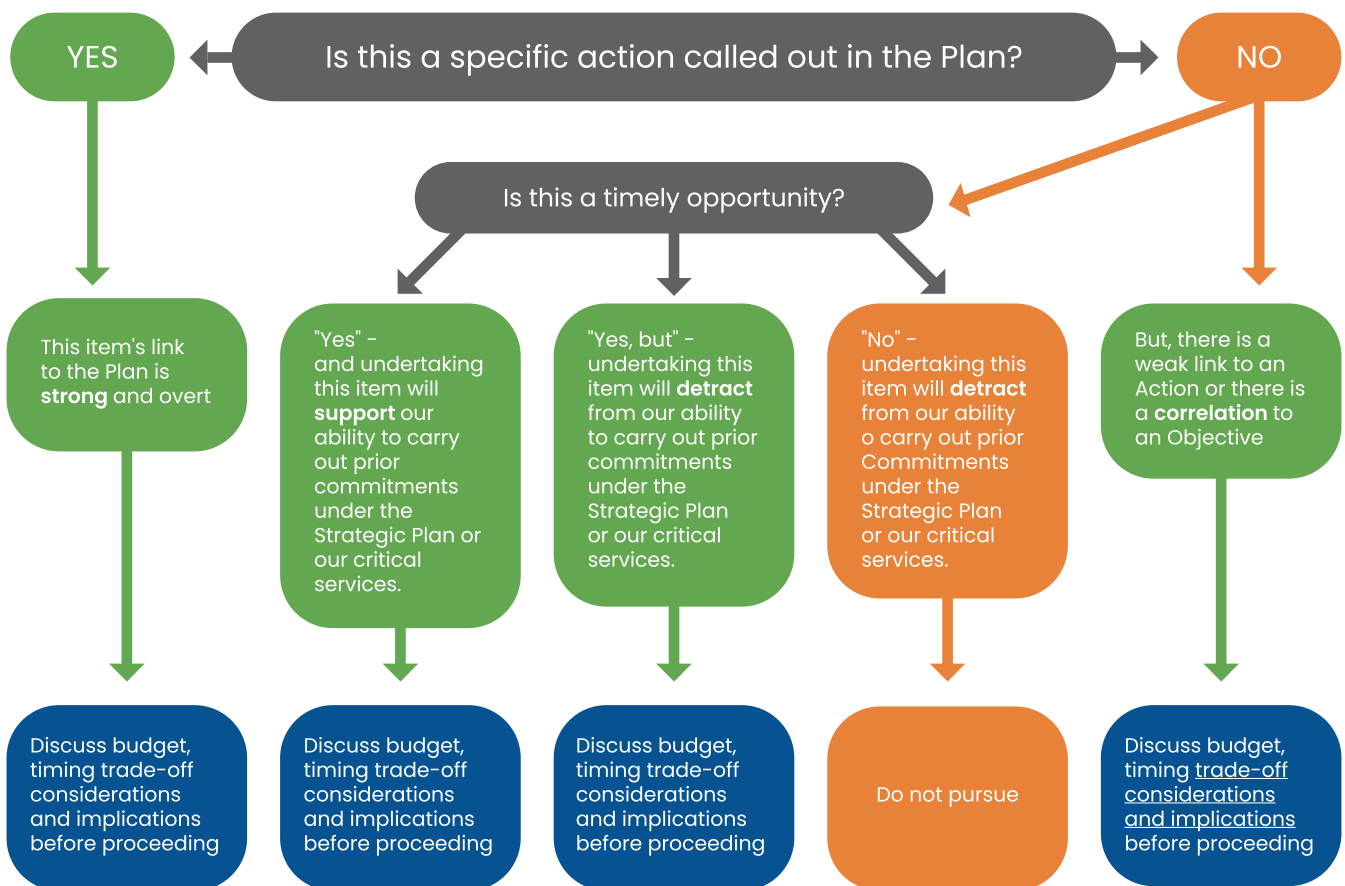 YES
Is this a specific action called out in the Plan?
NO
Is this a timely opportunity?
This item's link
to the Plan is
strong and overt
"Yes" -
and undertaking
this item will
support our
ability to carry
out prior
commitments
under the
Strategic Plan or
our critical
services.
"Yes, but" -
undertaking this
item will detract
from our ability
to carry out prior
commitments
under the
Strategic Plan
or our critical
services.
"No" -
undertaking this
item will detract
from our ability
o carry out prior
Commitments
under the
Strategic Plan
or our critical
services.
But, there is a
weak link to an
Action or there is
a correlation to
an Objective
Discuss budget,
timing trade-off
considerations
and implications
before proceeding
Discuss budget,
timing trade-off
considerations
and implications
before proceeding
Discuss budget,
timing trade-off
considerations
and implications
before proceeding
Do not pursue
Discuss budget,
timing trade-off
considerations
and implications
before proceeding